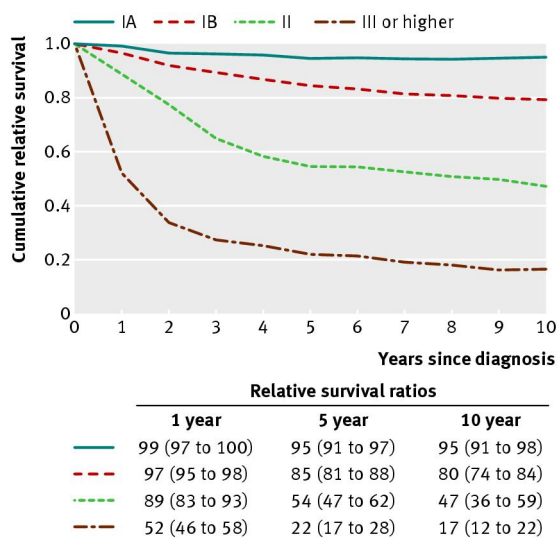 IA IB II III or higher
Cumulative relative survival
1.0
0.8
0.6
0.4
0.2
0
0 1 2 3 4 5 6 7 8 9 10
Years since diagnosis
Relative survival ratios
1 year 5 year 10 year
99 (97 to 100) 95 (91 to 97) 95 (91 to 98)
97 (95 to 98) 85 (81 to 88) 80 (74 to 84)
89 (83 to 93) 54 (47 to 62) 47 (36 to 59)
52 (46 to 58) 22 (17 to 28) 17 (12 to 22)